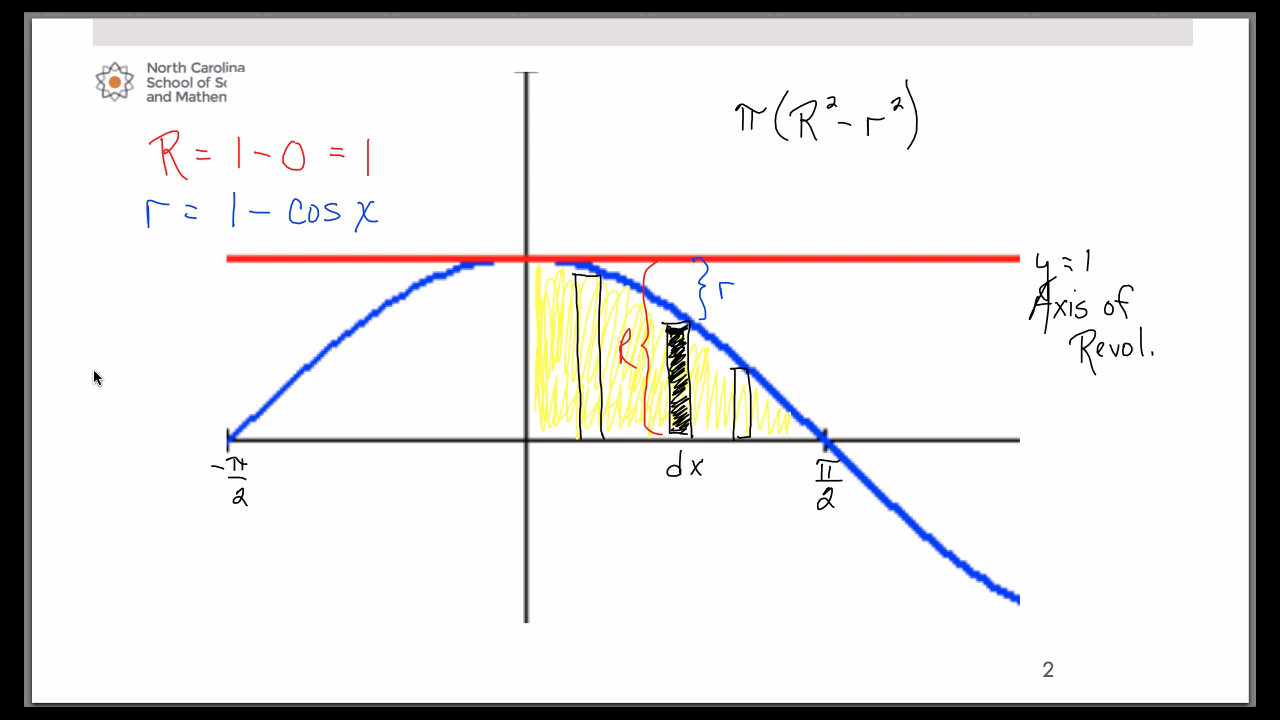 North Carolina
School of Sc
and Mathem
π(R²-r²)
R = 1-0 = 1
r = 1 - cos x
y = 1
Axis of
Revol.
r
R
-π/2
dx
π/2
2